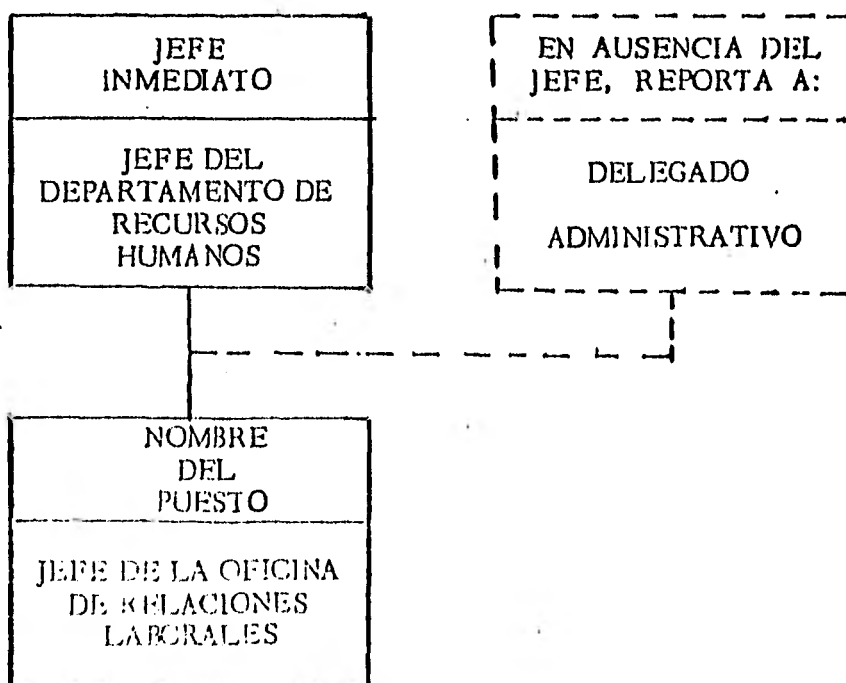 JEFE
INMEDIATO
JEFE DEL
DEPARTAMENTO DE
RECURSOS
HUMANOS
EN AUSENCIA DEL
JEFE, REPORTA A:
DELEGADO
ADMINISTRATIVO
NOMBRE
DEL
PUESTO
JEFE DE LA OFICINA
DE RELACIONES
LABORALES